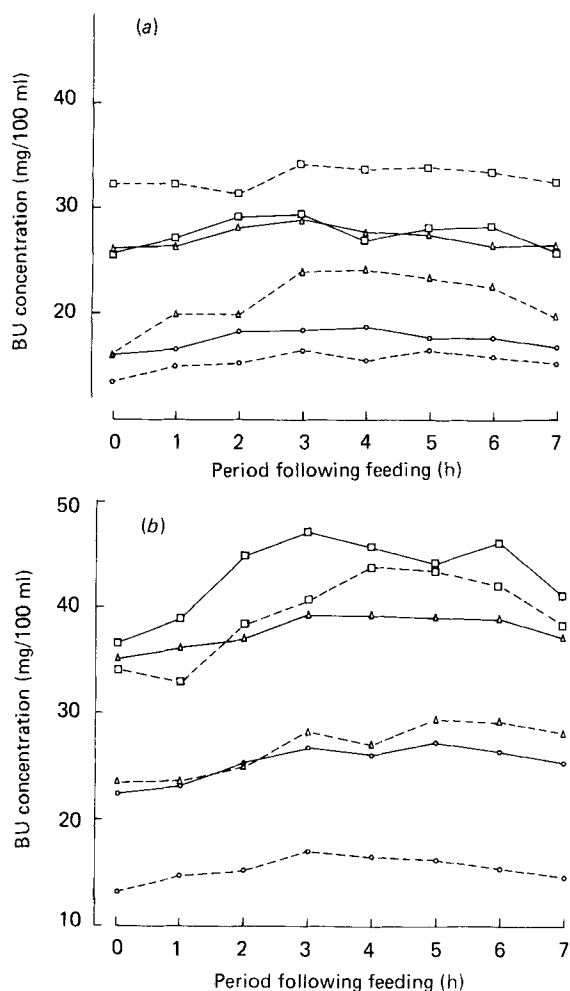 (a)
BU concentration (mg/100 ml)
40
30
20
0 1 2 3 4 5 6 7
Period following feeding (h)
(b)
BU concentration (mg/100 ml)
50
40
30
20
10
0 1 2 3 4 5 6 7
Period following feeding (h)